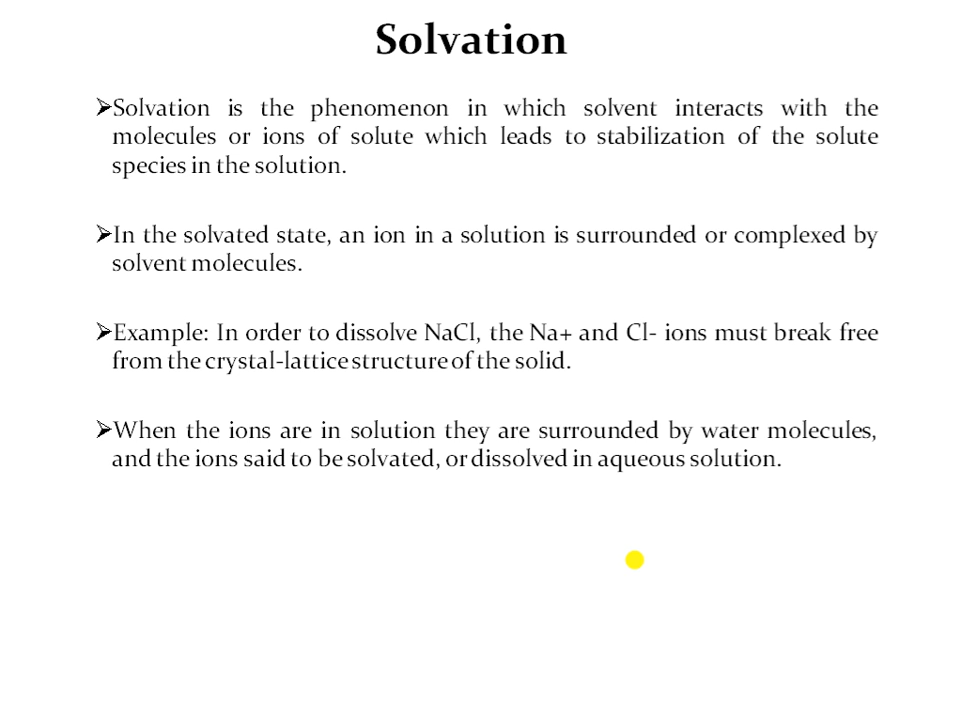 Solvation
➢Solvation is the phenomenon in which solvent interacts with the
molecules or ions of solute which leads to stabilization of the solute
species in the solution.
➢In the solvated state, an ion in a solution is surrounded or complexed by
solvent molecules.
➢Example: In order to dissolve NaCl, the Na+ and Cl- ions must break free
from the crystal-lattice structure of the solid.
➢When the ions are in solution they are surrounded by water molecules,
and the ions said to be solvated, or dissolved in aqueous solution.